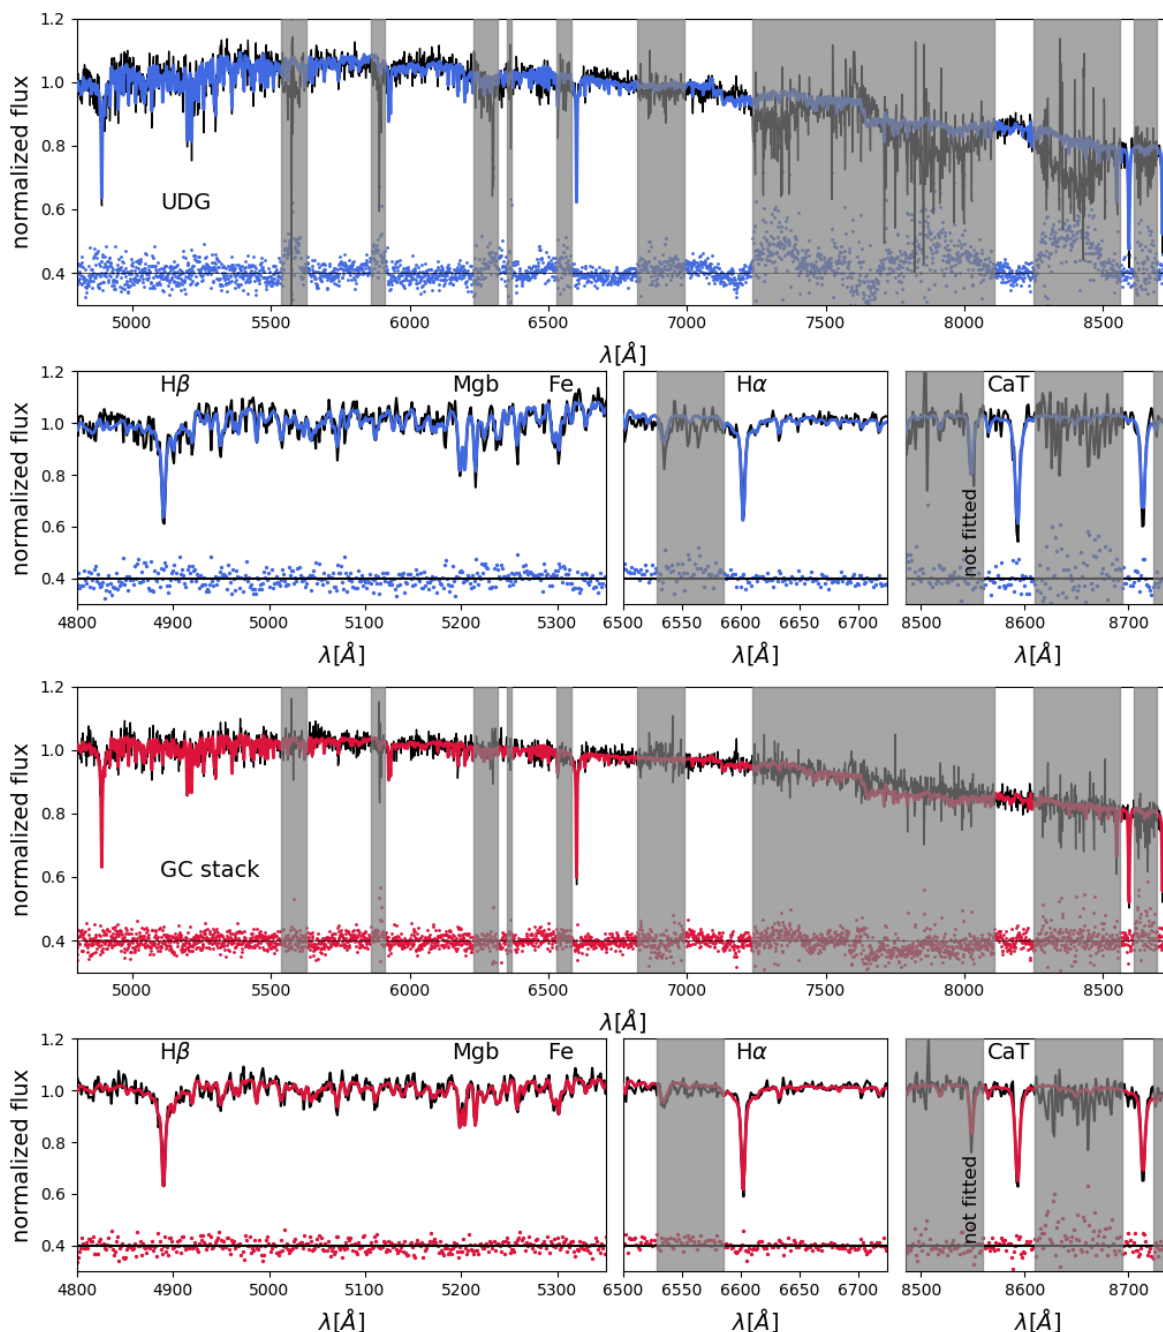 1.2
1.0
0.8
0.6
0.4
normalized flux
UDG
5000 5500 6000 6500 7000 7500 8000 8500
λ[Å]
1.2
1.0
0.8
0.6
0.4
normalized flux
Hβ Mgb Fe Hα CaT
not fitted
4800 4900 5000 5100 5200 5300 6500 6550 6600 6650 6700 8500 8600 8700
λ[Å] λ[Å] λ[Å]
1.2
1.0
0.8
0.6
0.4
normalized flux
GC stack
5000 5500 6000 6500 7000 7500 8000 8500
λ[Å]
1.2
1.0
0.8
0.6
0.4
normalized flux
Hβ Mgb Fe Hα CaT
not fitted
4800 4900 5000 5100 5200 5300 6500 6550 6600 6650 6700 8500 8600 8700
λ[Å] λ[Å] λ[Å]